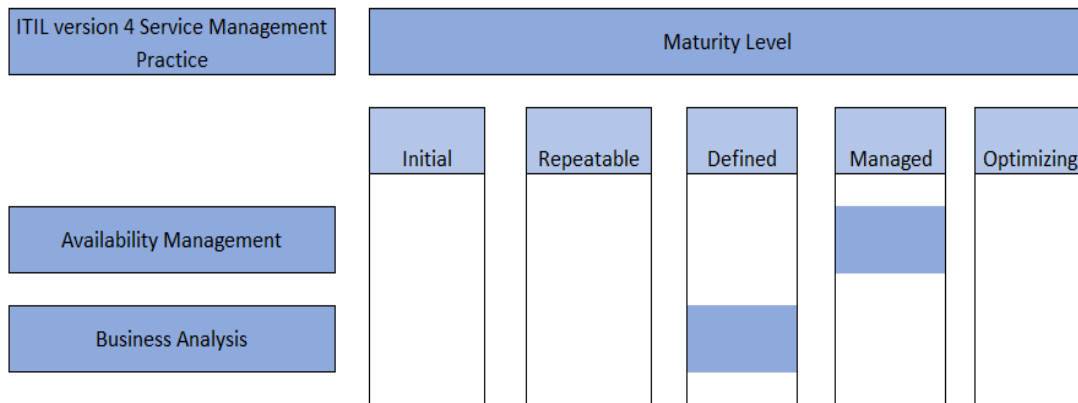 ITIL version 4 Service Management
Practice
Maturity Level
Initial
Repeatable
Defined
Managed
Optimizing
Availability Management
Business Analysis